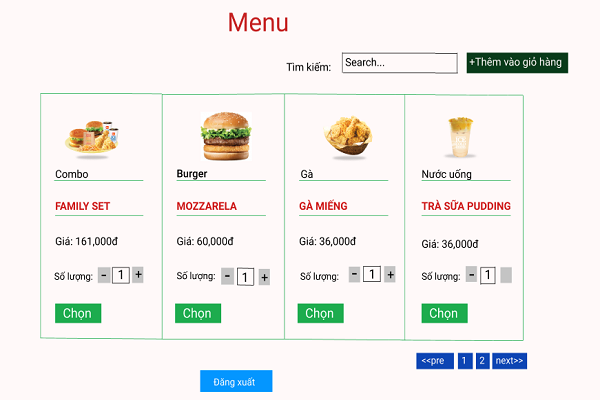 Menu
Tìm kiếm: Search... +Thêm vào giỏ hàng
Combo Burger Gà Nước uống
FAMILY SET MOZZARELA GÀ MIẾNG TRÀ SỮA PUDDING
Giá: 161,000đ Giá: 60,000đ Giá: 36,000đ Giá: 36,000đ
Số lượng: - 1 + Số lượng: - 1 + Số lượng: - 1 + Số lượng: - 1
Chọn Chọn Chọn Chọn
<<pre 1 2 next>>
Đăng xuất